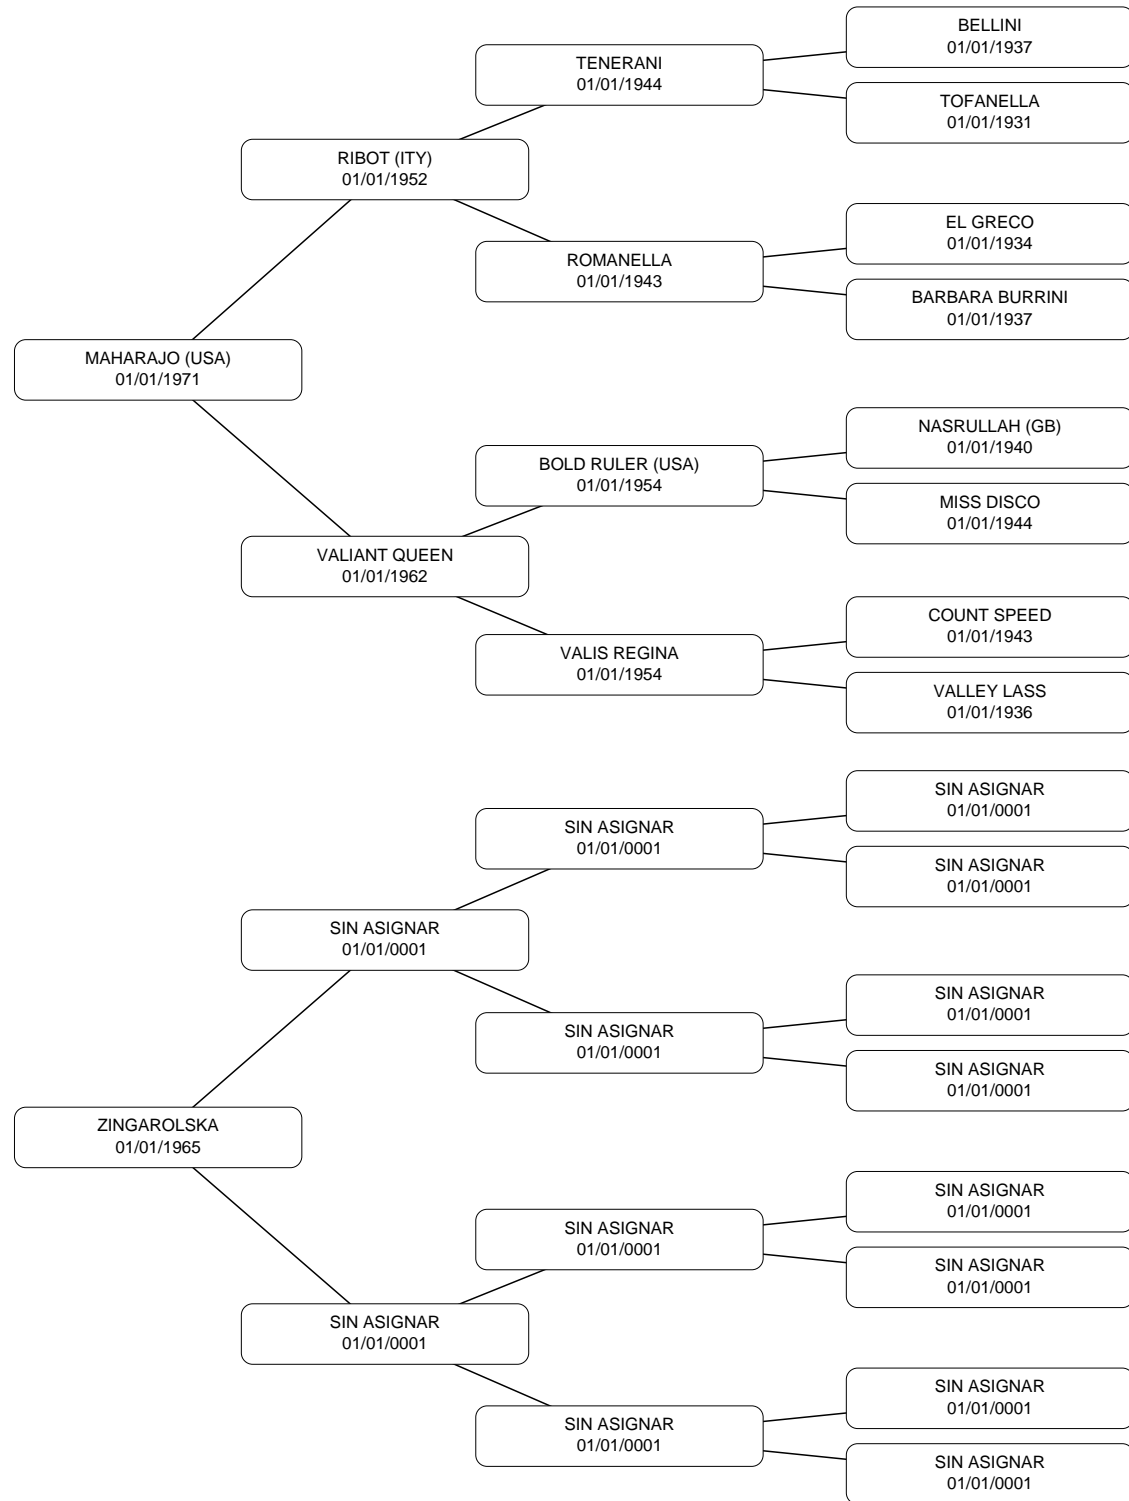 BELLINI
01/01/1937
TENERANI
01/01/1944
TOFANELLA
01/01/1931
RIBOT (ITY)
01/01/1952
EL GRECO
01/01/1934
ROMANELLA
01/01/1943
BARBARA BURRINI
01/01/1937
MAHARAJO (USA)
01/01/1971
NASRULLAH (GB)
01/01/1940
BOLD RULER (USA)
01/01/1954
MISS DISCO
01/01/1944
VALIANT QUEEN
01/01/1962
COUNT SPEED
01/01/1943
VALIS REGINA
01/01/1954
VALLEY LASS
01/01/1936
SIN ASIGNAR
01/01/0001
SIN ASIGNAR
01/01/0001
SIN ASIGNAR
01/01/0001
SIN ASIGNAR
01/01/0001
SIN ASIGNAR
01/01/0001
SIN ASIGNAR
01/01/0001
SIN ASIGNAR
01/01/0001
ZINGAROLSKA
01/01/1965
SIN ASIGNAR
01/01/0001
SIN ASIGNAR
01/01/0001
SIN ASIGNAR
01/01/0001
SIN ASIGNAR
01/01/0001
SIN ASIGNAR
01/01/0001
SIN ASIGNAR
01/01/0001
SIN ASIGNAR
01/01/0001